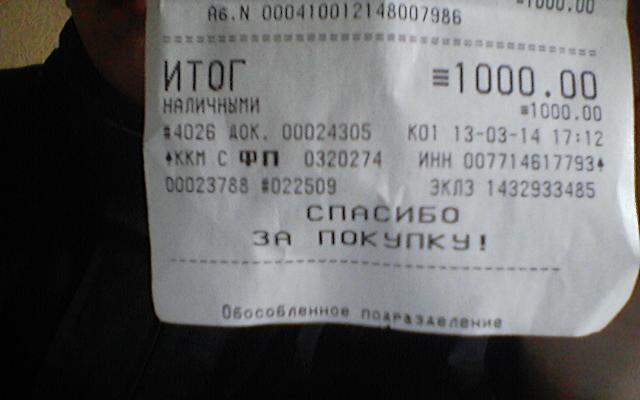 Аб.N 000410012148007986
≡1000.00
ИТОГ ≡1000.00
НАЛИЧНЫМИ ≡1000.00
#4026 ДОК. 00024305 К01 13-03-14 17:12
♠ККМ С ФП 0320274 ИНН 007714617793♠
00023788 #022509 ЭКЛЗ 1432933485
СПАСИБО
ЗА ПОКУПКУ!
Обособленное подразделение